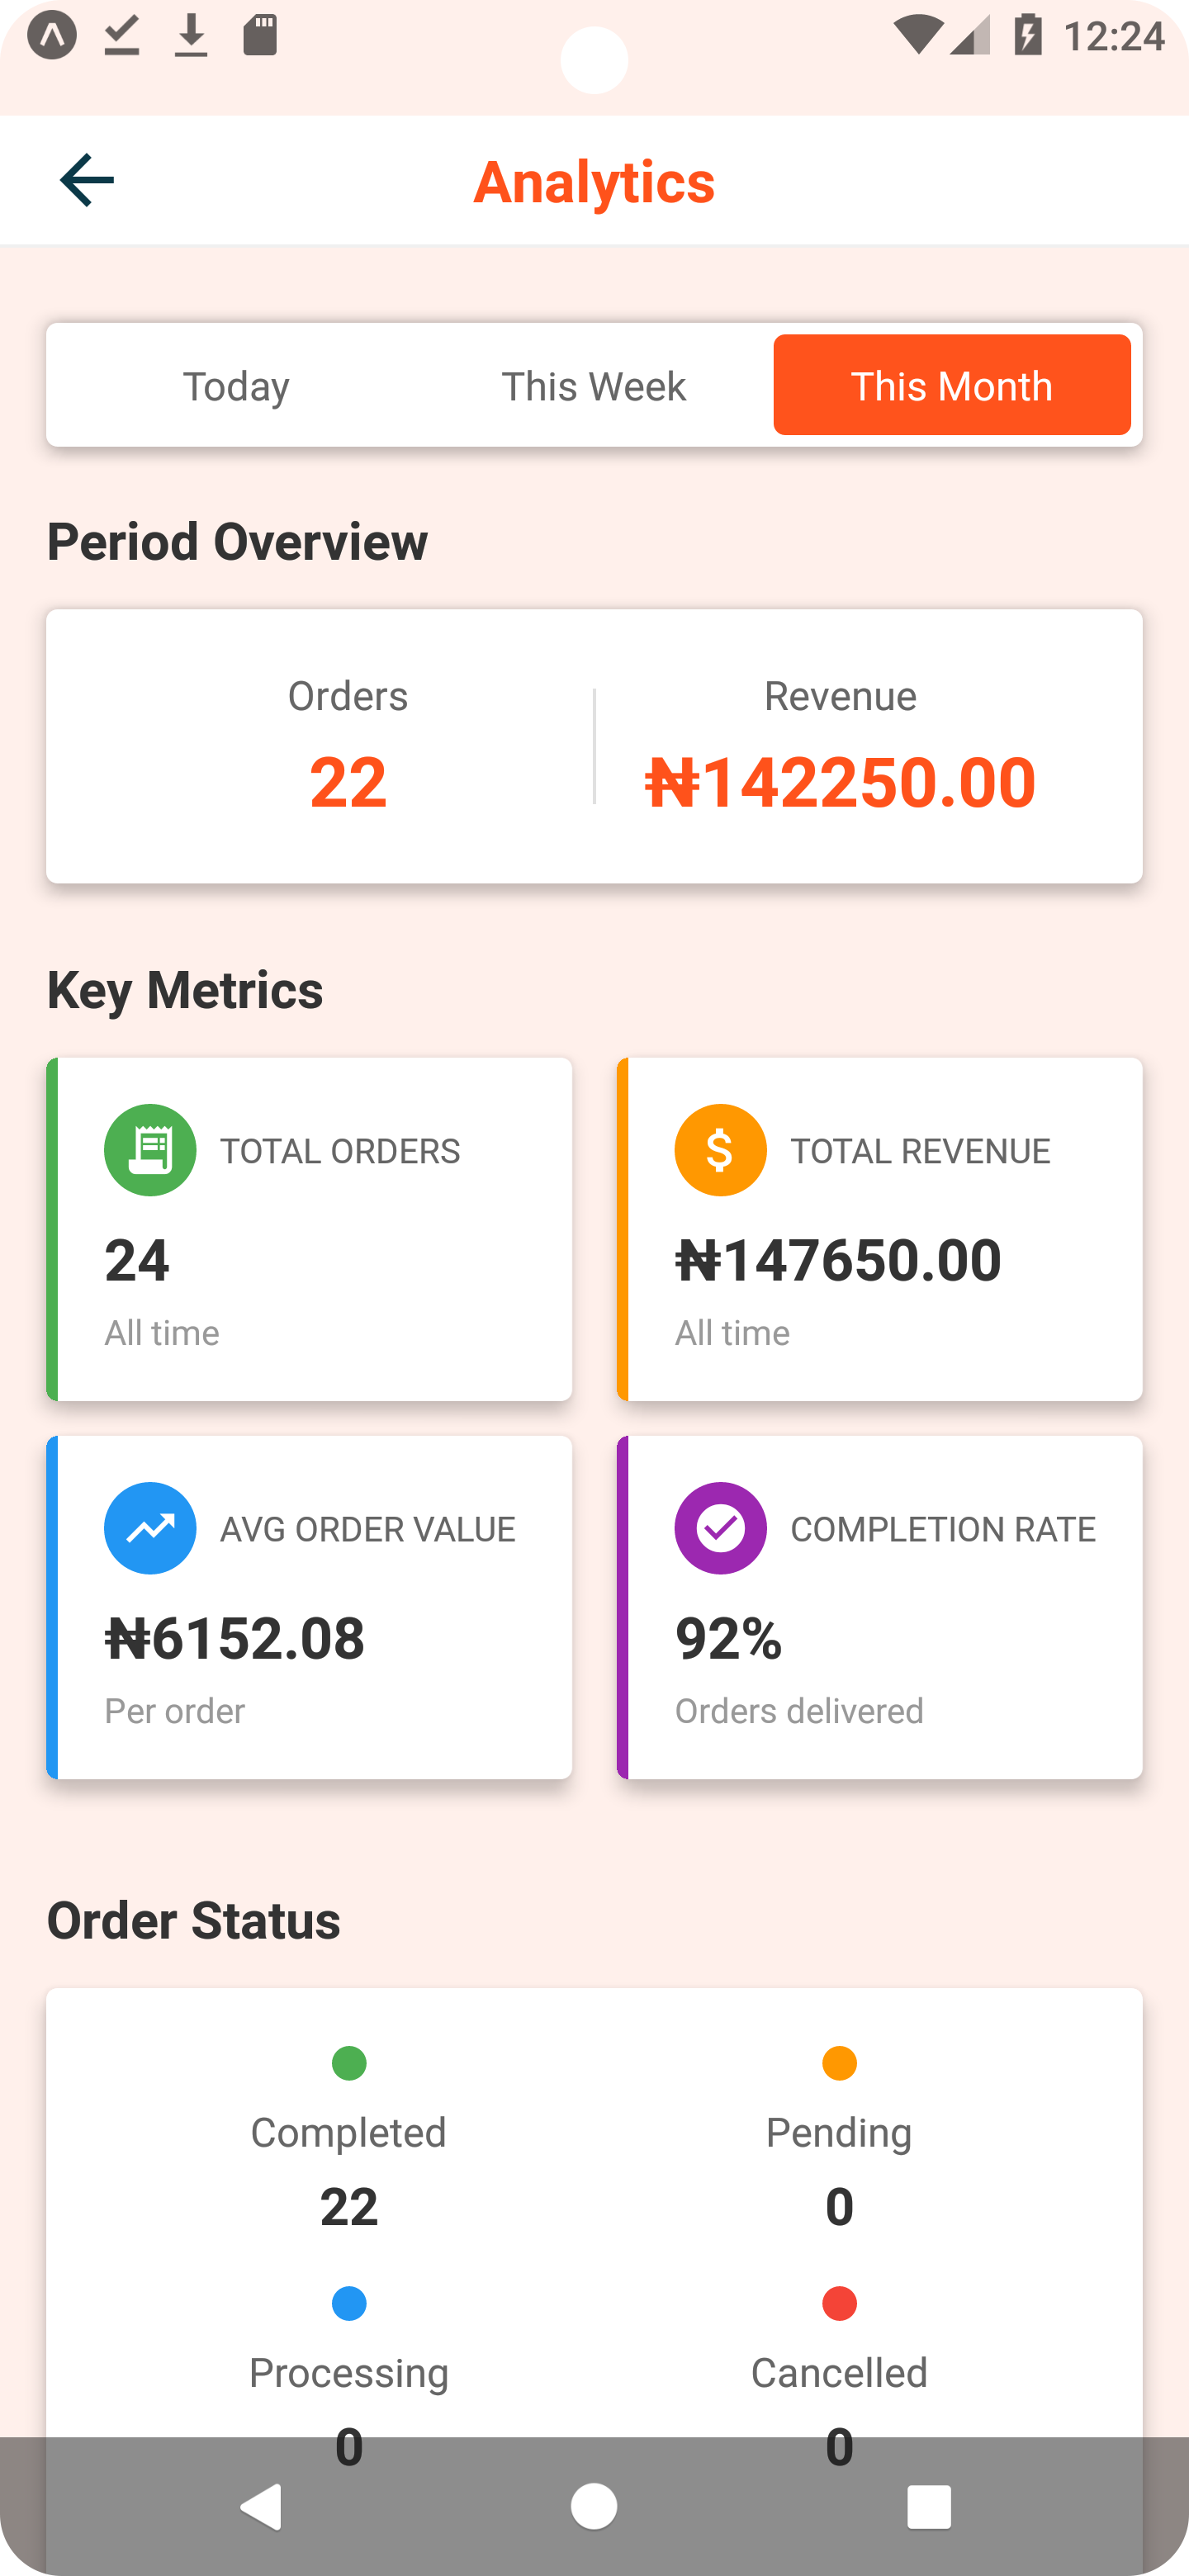 12:24
Analytics
Today This Week This Month
Period Overview
Orders Revenue
22 ₦142250.00
Key Metrics
TOTAL ORDERS TOTAL REVENUE
24 ₦147650.00
All time All time
AVG ORDER VALUE COMPLETION RATE
₦6152.08 92%
Per order Orders delivered
Order Status
Completed Pending
22 0
Processing Cancelled
0 0